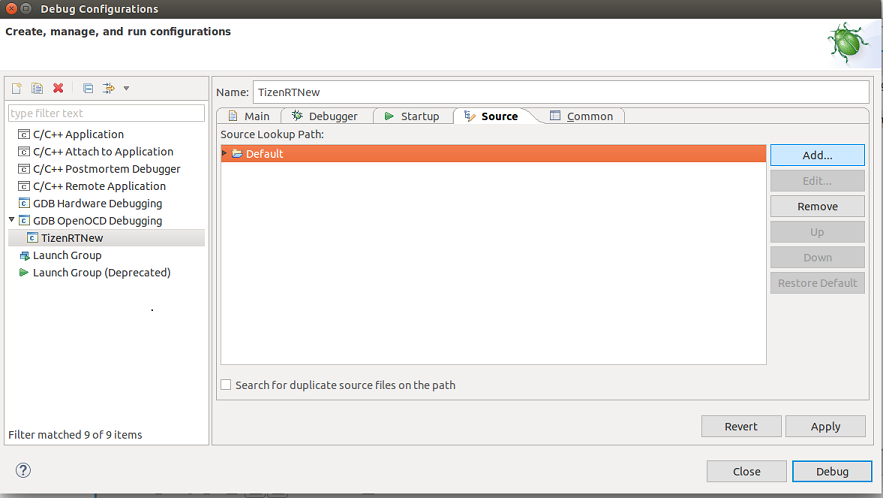 Debug Configurations
Create, manage, and run configurations
type filter text
C/C++ Application
C/C++ Attach to Application
C/C++ Postmortem Debugger
C/C++ Remote Application
GDB Hardware Debugging
GDB OpenOCD Debugging
TizenRTNew
Launch Group
Launch Group (Deprecated)
Filter matched 9 of 9 items
Name: TizenRTNew
Main Debugger Startup Source Common
Source Lookup Path:
Default
Add...
Edit...
Remove
Up
Down
Restore Default
Search for duplicate source files on the path
Revert Apply
Close Debug